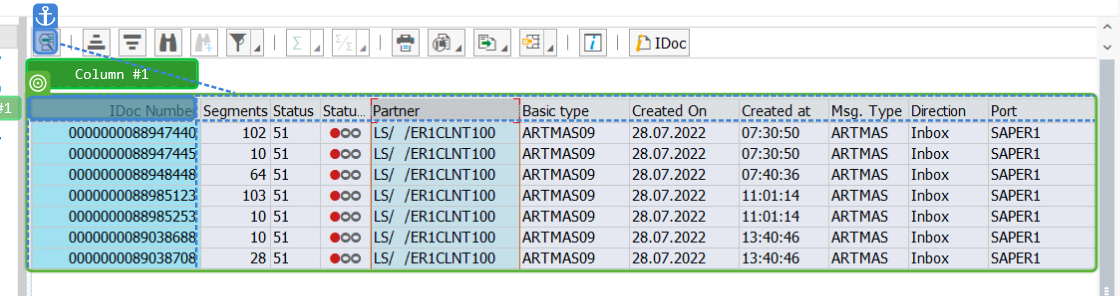 IDoc
Column #1
#1
IDoc Number Segments Status Statu... Partner Basic type Created On Created at Msg. Type Direction Port
0000000088947440 102 51 LS/ /ER1CLNT100 ARTMAS09 28.07.2022 07:30:50 ARTMAS Inbox SAPER1
0000000088947445 10 51 LS/ /ER1CLNT100 ARTMAS09 28.07.2022 07:30:50 ARTMAS Inbox SAPER1
0000000088948448 64 51 LS/ /ER1CLNT100 ARTMAS09 28.07.2022 07:40:36 ARTMAS Inbox SAPER1
0000000088985123 103 51 LS/ /ER1CLNT100 ARTMAS09 28.07.2022 11:01:14 ARTMAS Inbox SAPER1
0000000088985253 10 51 LS/ /ER1CLNT100 ARTMAS09 28.07.2022 11:01:14 ARTMAS Inbox SAPER1
0000000089038688 10 51 LS/ /ER1CLNT100 ARTMAS09 28.07.2022 13:40:46 ARTMAS Inbox SAPER1
0000000089038708 28 51 LS/ /ER1CLNT100 ARTMAS09 28.07.2022 13:40:46 ARTMAS Inbox SAPER1